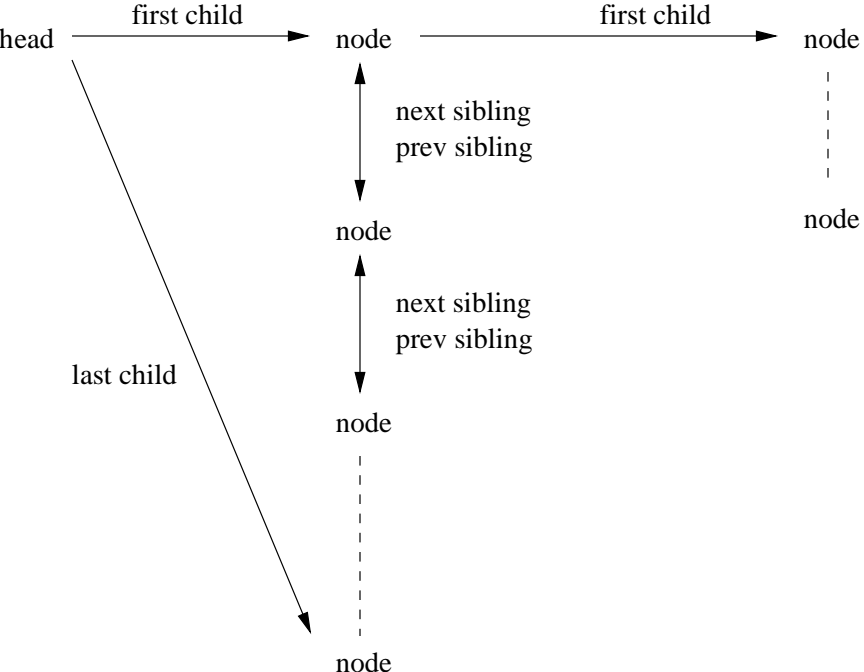 first child
first child
head
node
node
next sibling
prev sibling
node
node
next sibling
prev sibling
last child
node
node